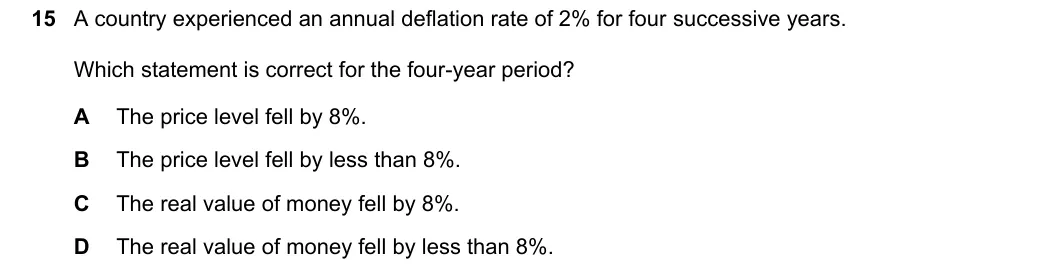 15 A country experienced an annual deflation rate of 2% for four successive years.
Which statement is correct for the four-year period?
A The price level fell by 8%.
B The price level fell by less than 8%.
C The real value of money fell by 8%.
D The real value of money fell by less than 8%.